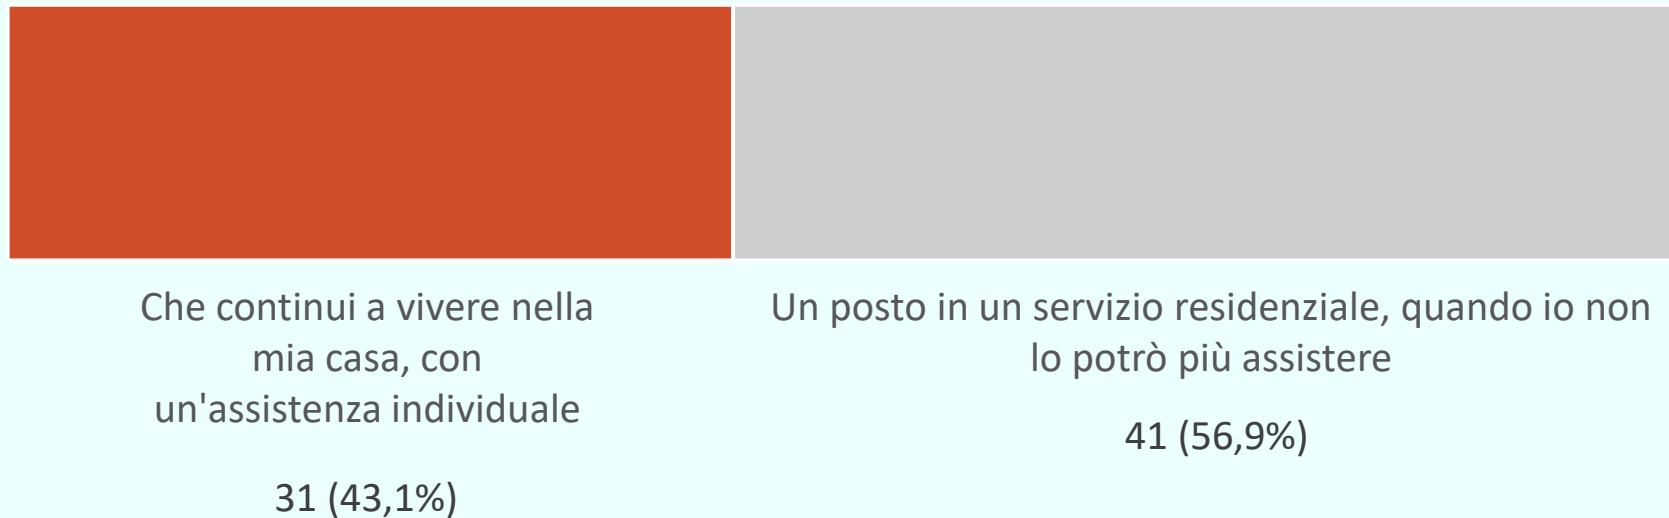 Che continui a vivere nella
mia casa, con
un'assistenza individuale
31 (43,1%)
Un posto in un servizio residenziale, quando io non
lo potrò più assistere
41 (56,9%)